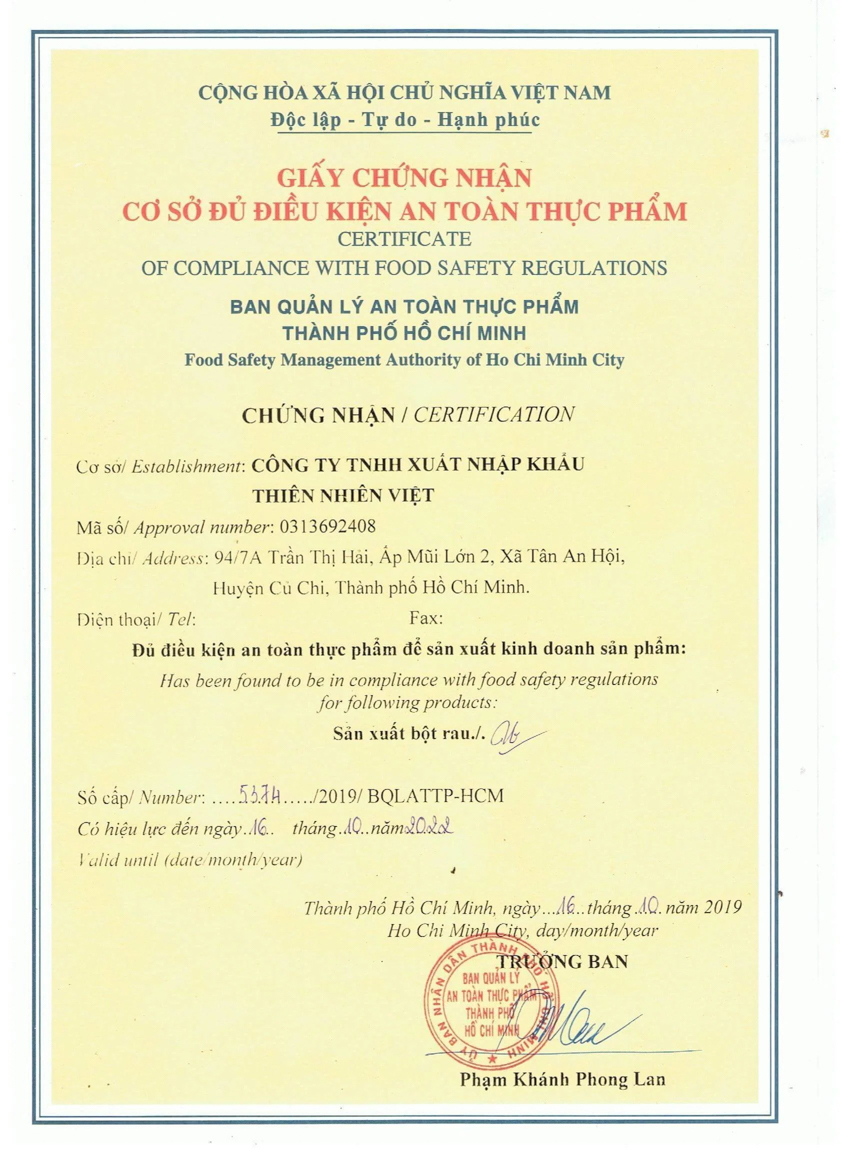 CỘNG HÒA XÃ HỘI CHỦ NGHĨA VIỆT NAM
Độc lập - Tự do - Hạnh phúc
GIẤY CHỨNG NHẬN
CƠ SỞ ĐỦ ĐIỀU KIỆN AN TOÀN THỰC PHẨM
CERTIFICATE
OF COMPLIANCE WITH FOOD SAFETY REGULATIONS
BAN QUẢN LÝ AN TOÀN THỰC PHẨM
THÀNH PHỐ HỒ CHÍ MINH
Food Safety Management Authority of Ho Chi Minh City
CHỨNG NHẬN / CERTIFICATION
Cơ sở/ Establishment: CÔNG TY TNHH XUẤT NHẬP KHẨU
THIÊN NHIÊN VIỆT
Mã số/ Approval number: 0313692408
Địa chỉ/ Address: 94/7A Trần Thị Hải, Ấp Mũi Lớn 2, Xã Tân An Hội,
Huyện Củ Chi, Thành phố Hồ Chí Minh.
Điện thoại/ Tel: Fax:
Đủ điều kiện an toàn thực phẩm để sản xuất kinh doanh sản phẩm:
Has been found to be in compliance with food safety regulations
for following products:
Sản xuất bột rau./.
Số cấp/ Number: ....5374...../2019/ BQLATTP-HCM
Có hiệu lực đến ngày..16.. tháng.10..năm2022
Valid until (date/month/year)
Thành phố Hồ Chí Minh, ngày...16..tháng.10. năm 2019
Ho Chi Minh City, day/month/year
TRƯỞNG BAN
ỦY BAN NHÂN DÂN THÀNH PHỐ HỒ CHÍ MINH
BAN QUẢN LÝ
AN TOÀN THỰC PHẨM
THÀNH PHỐ
HỒ CHÍ MINH
Phạm Khánh Phong Lan